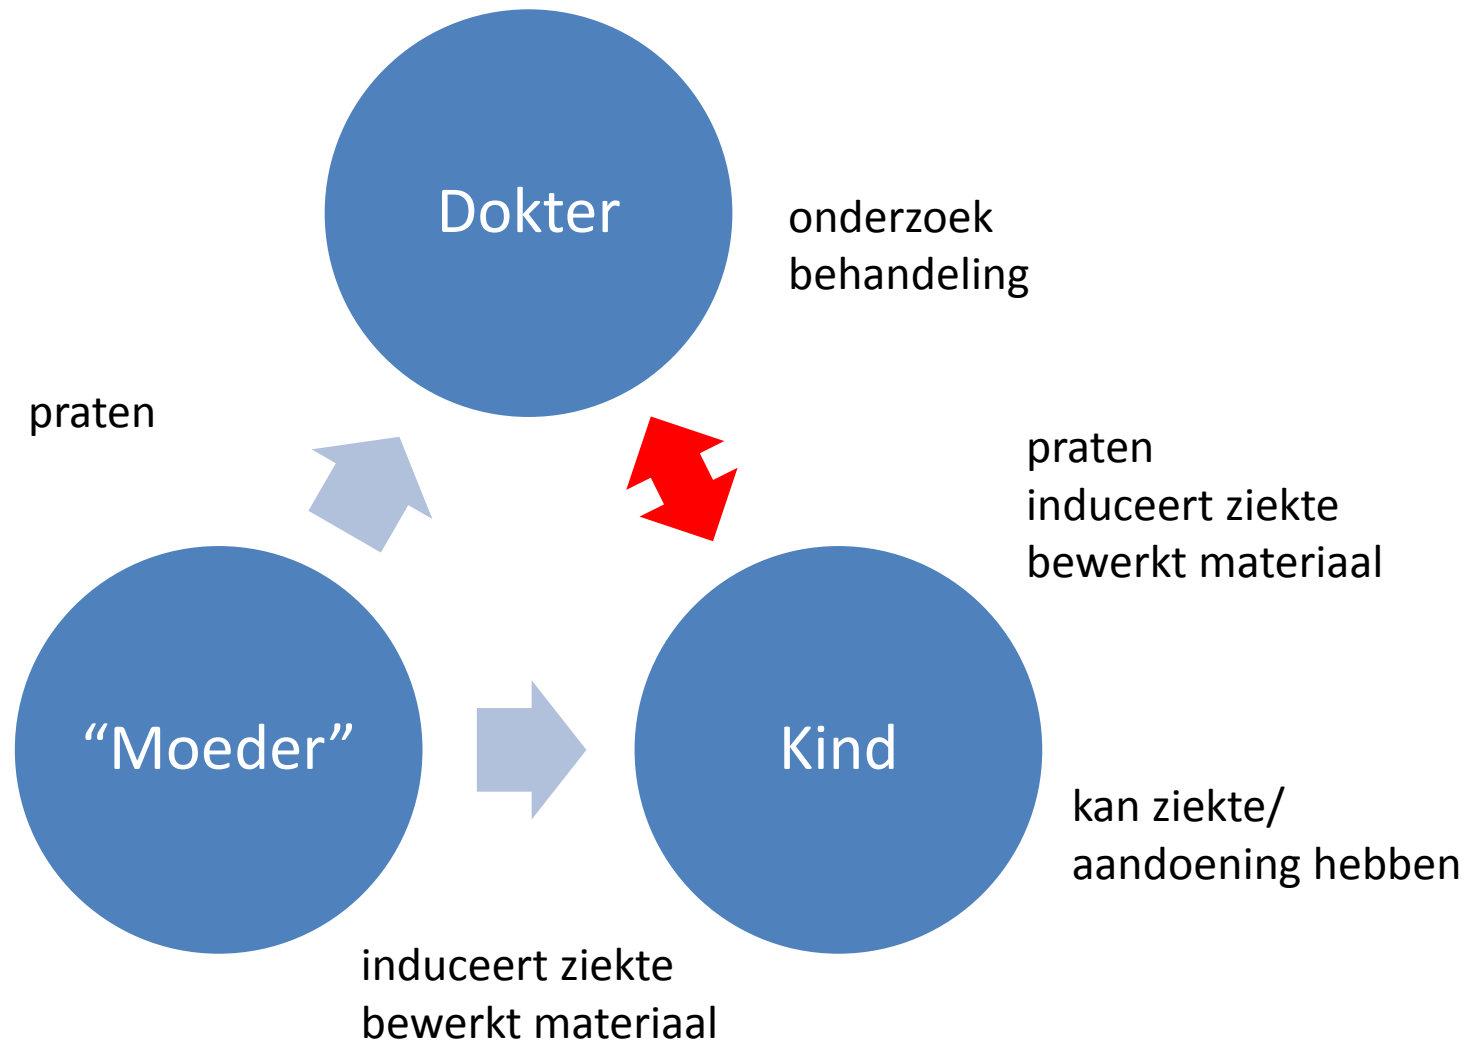 Dokter
onderzoek
behandeling
praten
praten
induceert ziekte
bewerkt materiaal
“Moeder”
Kind
kan ziekte/
aandoening hebben
induceert ziekte
bewerkt materiaal